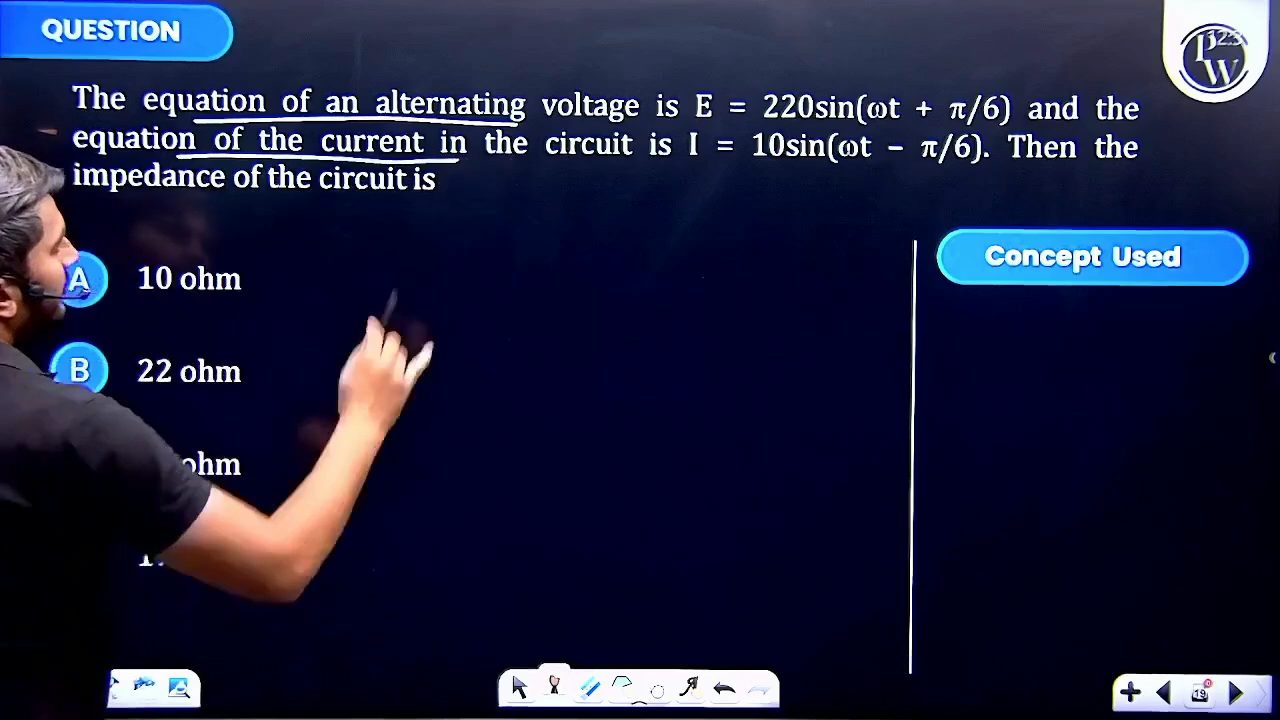 QUESTION
The equation of an alternating voltage is E = 220sin(ωt + π/6) and the
equation of the current in the circuit is I = 10sin(ωt − π/6). Then the
impedance of the circuit is
Concept Used
A 10 ohm
B 22 ohm
ohm
PW
19